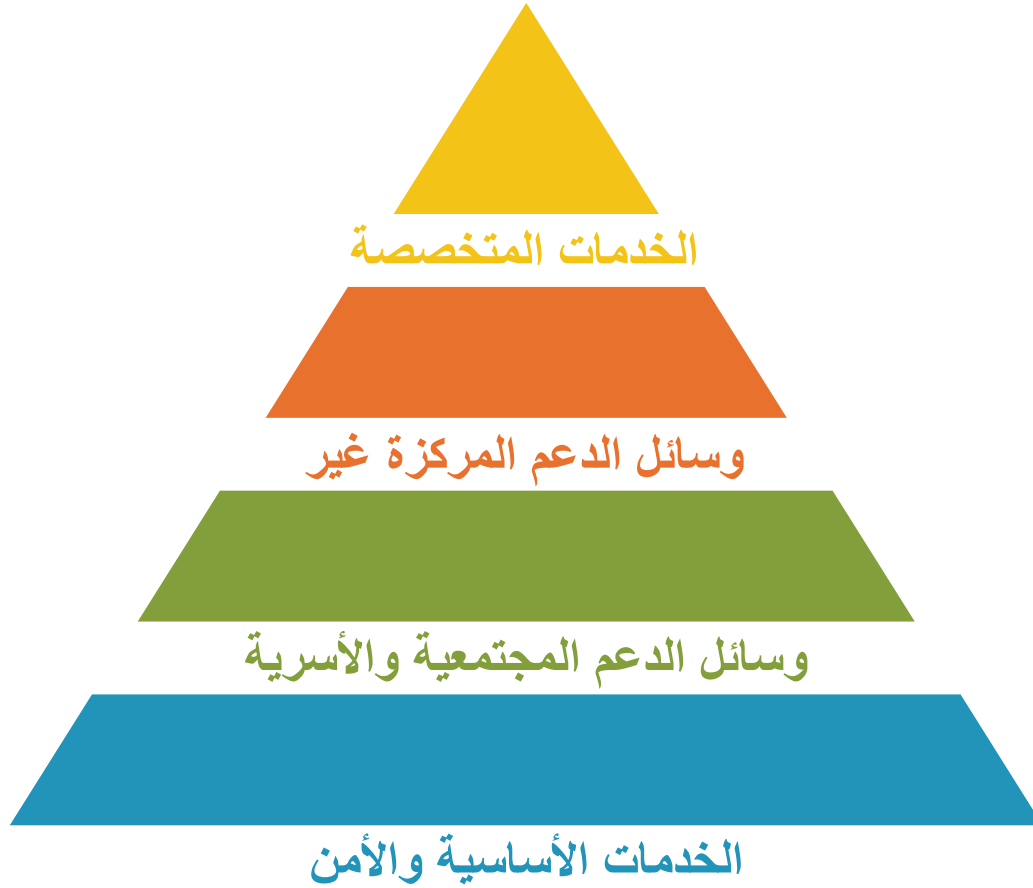 الخدمات المتخصصة
وسائل الدعم المركزة غير
وسائل الدعم المجتمعية والأسرية
الخدمات الأساسية والأمن